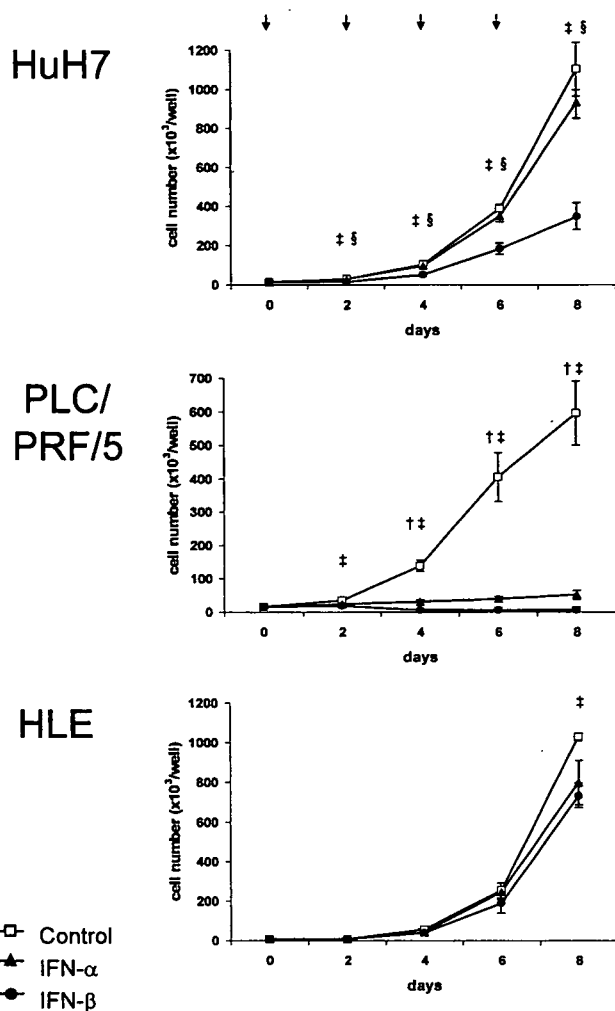 HuH7
‡ §
1200
1000
800
600
400
200
0
cell number (x10³/well)
‡ §
‡ §
‡ §
0 2 4 6 8
days
PLC/
PRF/5
700
600
500
400
300
200
100
0
cell number (x10³/well)
†‡
†‡
†‡
‡
0 2 4 6 8
days
HLE
1200
1000
800
600
400
200
0
cell number (x10³/well)
‡
0 2 4 6 8
days
Control
IFN-α
IFN-β